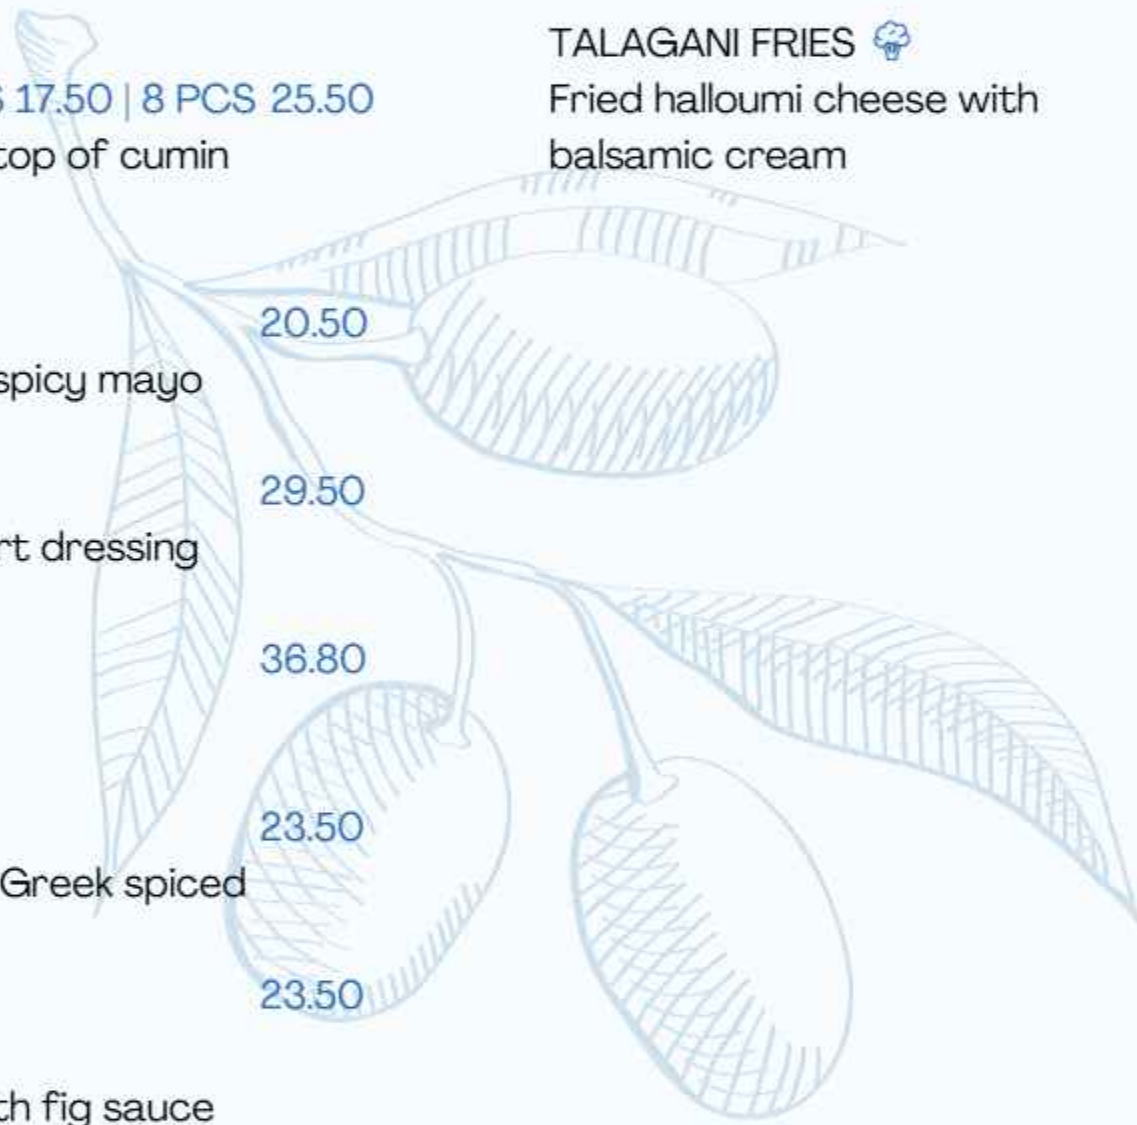 17.50 | 8 PCS 25.50
top of cumin
20.50
spicy mayo
29.50
rt dressing
36.80
23.50
Greek spiced
23.50
th fig sauce
TALAGANI FRIES
Fried halloumi cheese with
balsamic cream